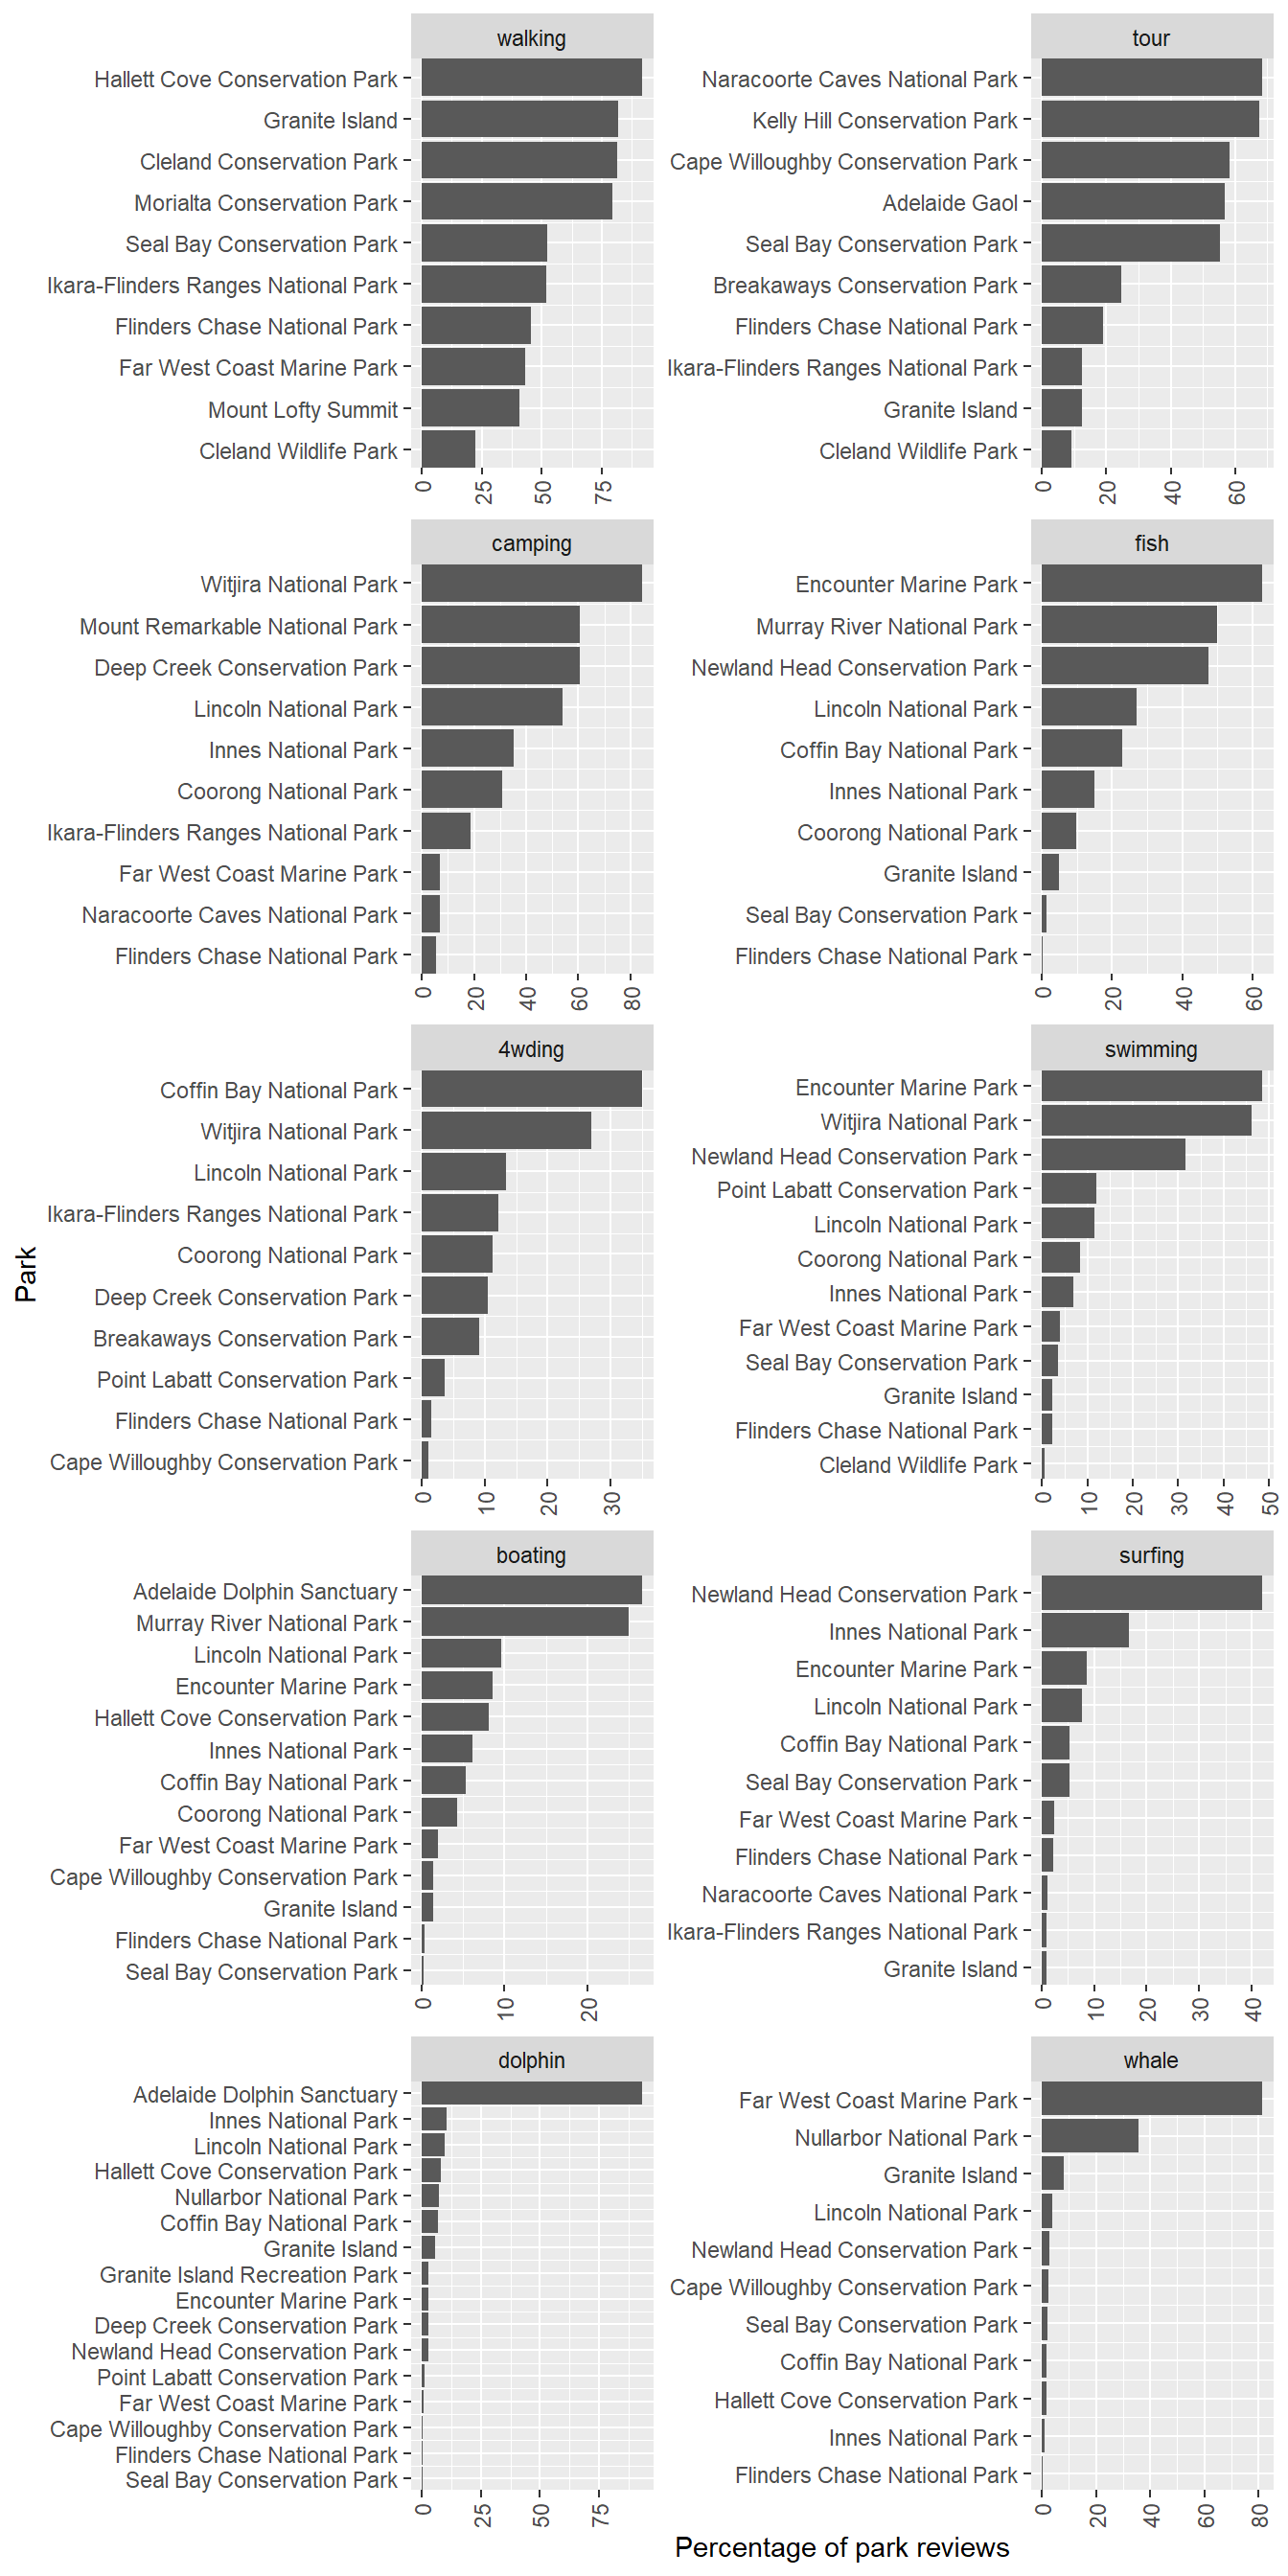 walking
Hallett Cove Conservation Park
Granite Island
Cleland Conservation Park
Morialta Conservation Park
Seal Bay Conservation Park
Ikara-Flinders Ranges National Park
Flinders Chase National Park
Far West Coast Marine Park
Mount Lofty Summit
Cleland Wildlife Park
0 25 50 75
tour
Naracoorte Caves National Park
Kelly Hill Conservation Park
Cape Willoughby Conservation Park
Adelaide Gaol
Seal Bay Conservation Park
Breakaways Conservation Park
Flinders Chase National Park
Ikara-Flinders Ranges National Park
Granite Island
Cleland Wildlife Park
0 20 40 60
camping
Witjira National Park
Mount Remarkable National Park
Deep Creek Conservation Park
Lincoln National Park
Innes National Park
Coorong National Park
Ikara-Flinders Ranges National Park
Far West Coast Marine Park
Naracoorte Caves National Park
Flinders Chase National Park
0 20 40 60 80
fish
Encounter Marine Park
Murray River National Park
Newland Head Conservation Park
Lincoln National Park
Coffin Bay National Park
Innes National Park
Coorong National Park
Granite Island
Seal Bay Conservation Park
Flinders Chase National Park
0 20 40 60
4wding
Coffin Bay National Park
Witjira National Park
Lincoln National Park
Ikara-Flinders Ranges National Park
Coorong National Park
Deep Creek Conservation Park
Breakaways Conservation Park
Point Labatt Conservation Park
Flinders Chase National Park
Cape Willoughby Conservation Park
0 10 20 30
swimming
Encounter Marine Park
Witjira National Park
Newland Head Conservation Park
Point Labatt Conservation Park
Lincoln National Park
Coorong National Park
Innes National Park
Far West Coast Marine Park
Seal Bay Conservation Park
Granite Island
Flinders Chase National Park
Cleland Wildlife Park
0 10 20 30 40 50
boating
Adelaide Dolphin Sanctuary
Murray River National Park
Lincoln National Park
Encounter Marine Park
Hallett Cove Conservation Park
Innes National Park
Coffin Bay National Park
Coorong National Park
Far West Coast Marine Park
Cape Willoughby Conservation Park
Granite Island
Flinders Chase National Park
Seal Bay Conservation Park
0 10 20
surfing
Newland Head Conservation Park
Innes National Park
Encounter Marine Park
Lincoln National Park
Coffin Bay National Park
Seal Bay Conservation Park
Far West Coast Marine Park
Flinders Chase National Park
Naracoorte Caves National Park
Ikara-Flinders Ranges National Park
Granite Island
0 10 20 30 40
dolphin
Adelaide Dolphin Sanctuary
Innes National Park
Lincoln National Park
Hallett Cove Conservation Park
Nullarbor National Park
Coffin Bay National Park
Granite Island
Granite Island Recreation Park
Encounter Marine Park
Deep Creek Conservation Park
Newland Head Conservation Park
Point Labatt Conservation Park
Far West Coast Marine Park
Cape Willoughby Conservation Park
Flinders Chase National Park
Seal Bay Conservation Park
0 25 50 75
whale
Far West Coast Marine Park
Nullarbor National Park
Granite Island
Lincoln National Park
Newland Head Conservation Park
Cape Willoughby Conservation Park
Seal Bay Conservation Park
Coffin Bay National Park
Hallett Cove Conservation Park
Innes National Park
Flinders Chase National Park
0 20 40 60 80
Park
Percentage of park reviews